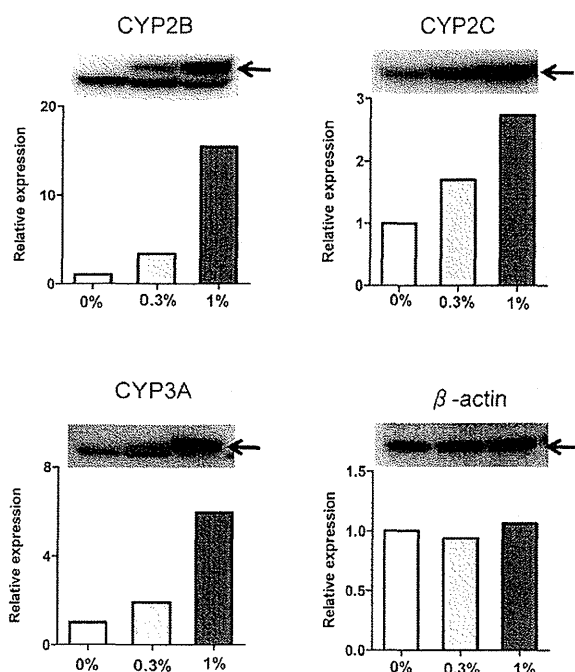 CYP2B
Relative expression
20
10
0
0% 0.3% 1%
CYP2C
Relative expression
3
2
1
0
0% 0.3% 1%
CYP3A
Relative expression
8
4
0
0% 0.3% 1%
β-actin
Relative expression
1.5
1.0
0.5
0.0
0% 0.3% 1%